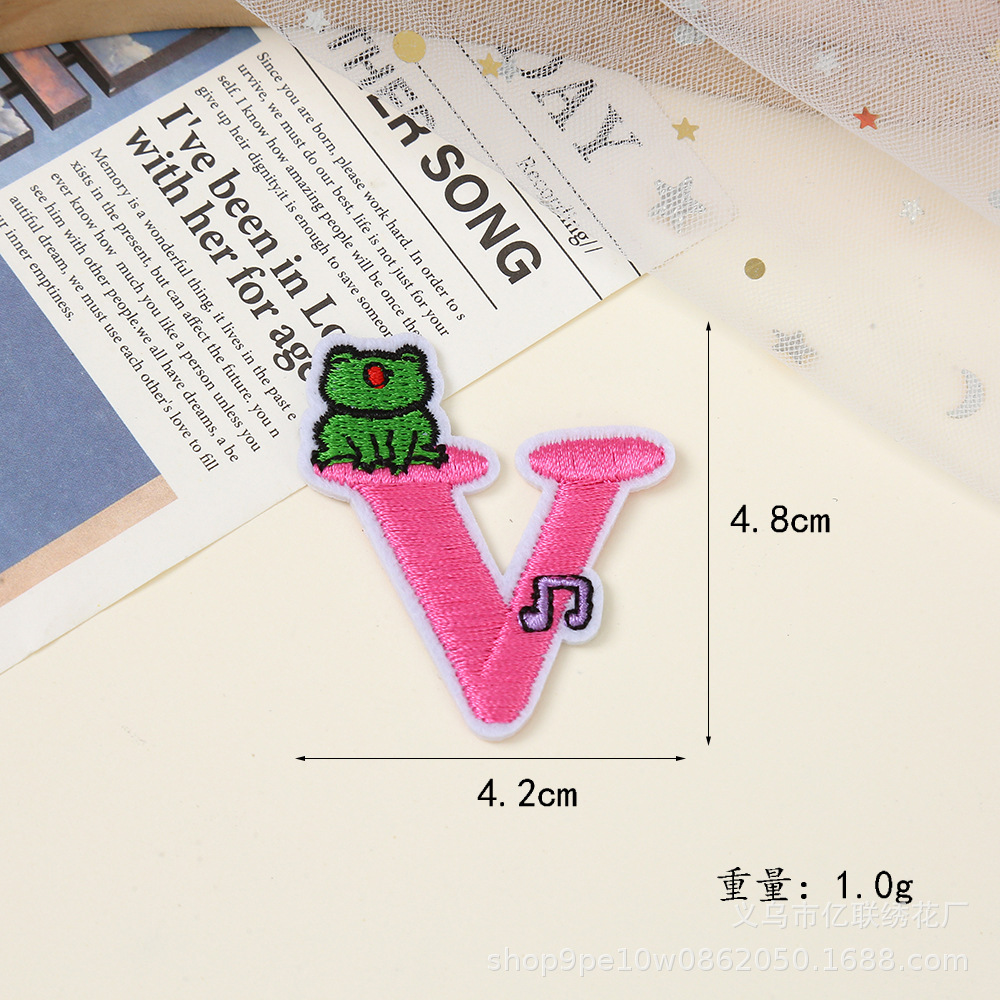 THER
ER SONG
DAY
Recording//
I've been in Lo
with her for age
Since you are born, please work hard. In order to s
urvive, we must do our best, life is not just for your
self. I know how amazing people will be once the
give up heir dignity.it is enough to save someon
Memory is a wonderful thing, it lives in the past e
xists in the present, but can affect the future. you n
ever know how much you like a person unless you
see him with other people.we all have dreams, a be
autiful dream, we must use each other's love to fill
ur inner emptiness.
V
4.8cm
4.2cm
重量：1.0g
义乌市亿联绣花厂
shop9pe10w0862050.1688.com